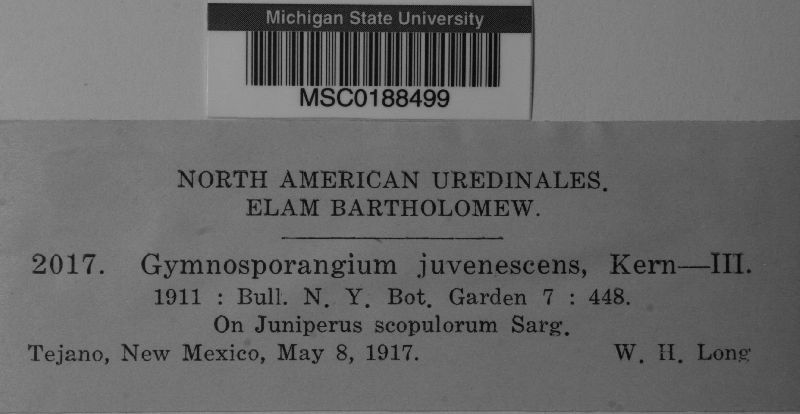 Michigan State University
MSC0188499
NORTH AMERICAN UREDINALES.
ELAM BARTHOLOMEW.
2017. Gymnosporangium juvenescens, Kern—III.
1911 : Bull. N. Y. Bot. Garden 7 : 448.
On Juniperus scopulorum Sarg.
Tejano, New Mexico, May 8, 1917. W. H. Long